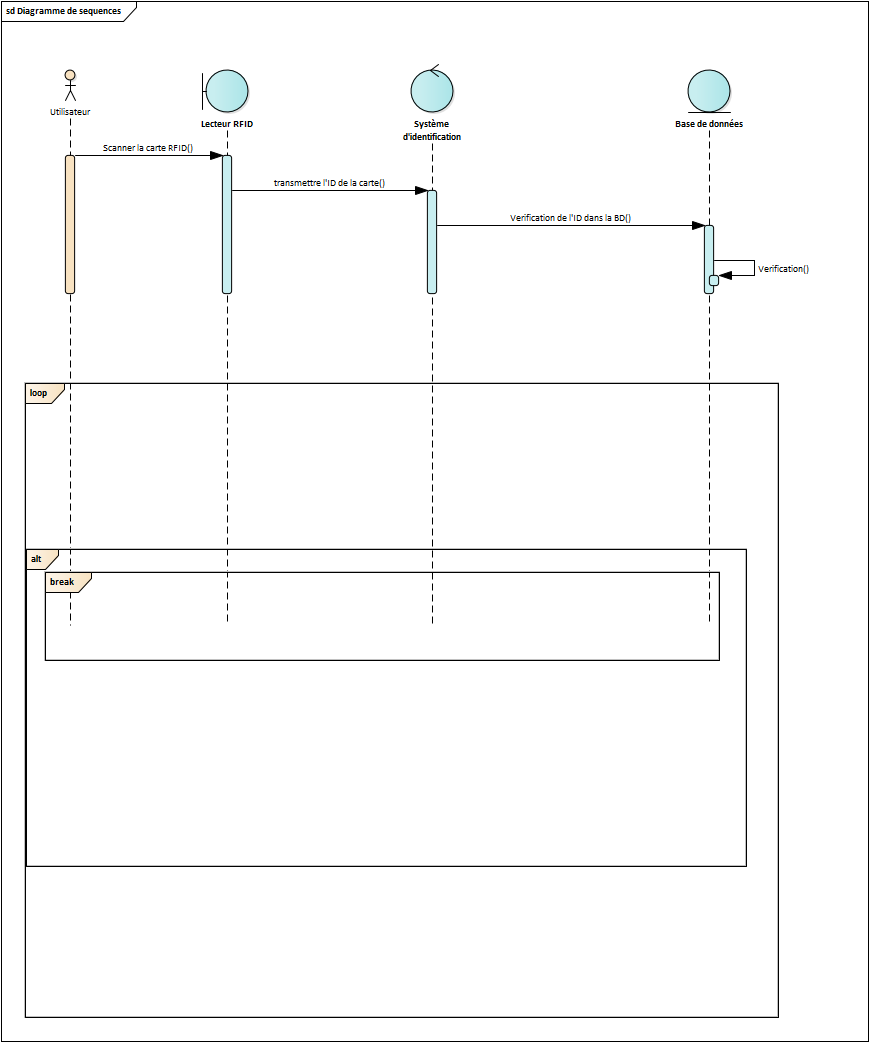 sd Diagramme de sequences
Utilisateur
Lecteur RFID
Système
d'identification
Base de données
Scanner la carte RFID()
transmettre l'ID de la carte()
Verification de l'ID dans la BD()
Verification()
loop
alt
break